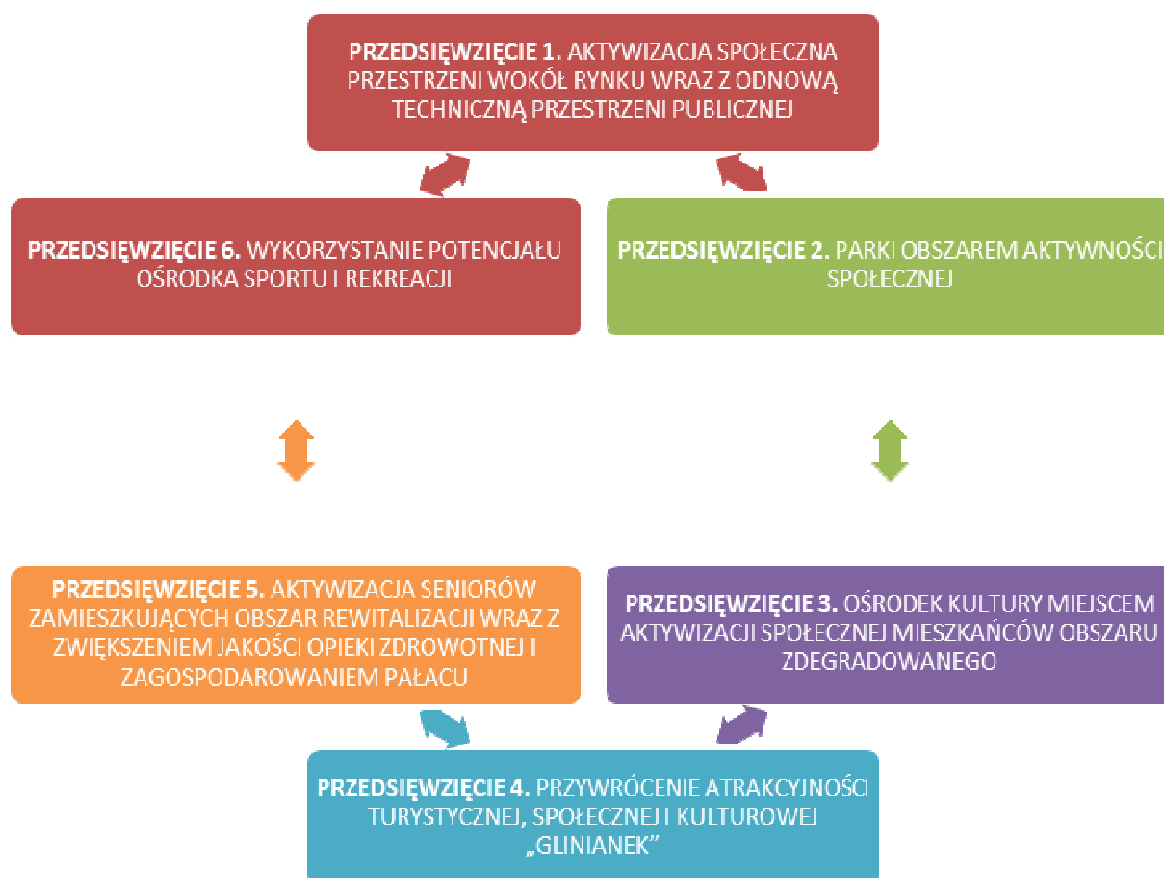 PRZEDSIĘWZIĘCIE 1. AKTYWIZACJA SPOŁECZNA
PRZESTRZENI WOKÓŁ RYNKU WRAZ Z ODNOWĄ
TECHNICZNĄ PRZESTRZENI PUBLICZNEJ
PRZEDSIĘWZIĘCIE 6. WYKORZYSTANIE POTENCJAŁU
OŚRODKA SPORTU I REKREACJI
PRZEDSIĘWZIĘCIE 2. PARKI OBSZAREM AKTYWNOŚCI
SPOŁECZNEJ
PRZEDSIĘWZIĘCIE 5. AKTYWIZACJA SENIORÓW
ZAMIESZKUJĄCYCH OBSZAR REWITALIZACJI WRAZ Z
ZWIĘKSZENIEM JAKOŚCI OPIEKI ZDROWOTNEJ I
ZAGOSPODAROWANIEM PAŁACU
PRZEDSIĘWZIĘCIE 3. OŚRODEK KULTURY MIEJSCEM
AKTYWIZACJI SPOŁECZNEJ MIESZKAŃCÓW OBSZARU
ZDEGRADOWANEGO
PRZEDSIĘWZIĘCIE 4. PRZYWRÓCENIE ATRAKCYJNOŚCI
TURYSTYCZNEJ, SPOŁECZNEJ I KULTUROWEJ
„GLINIANEK”